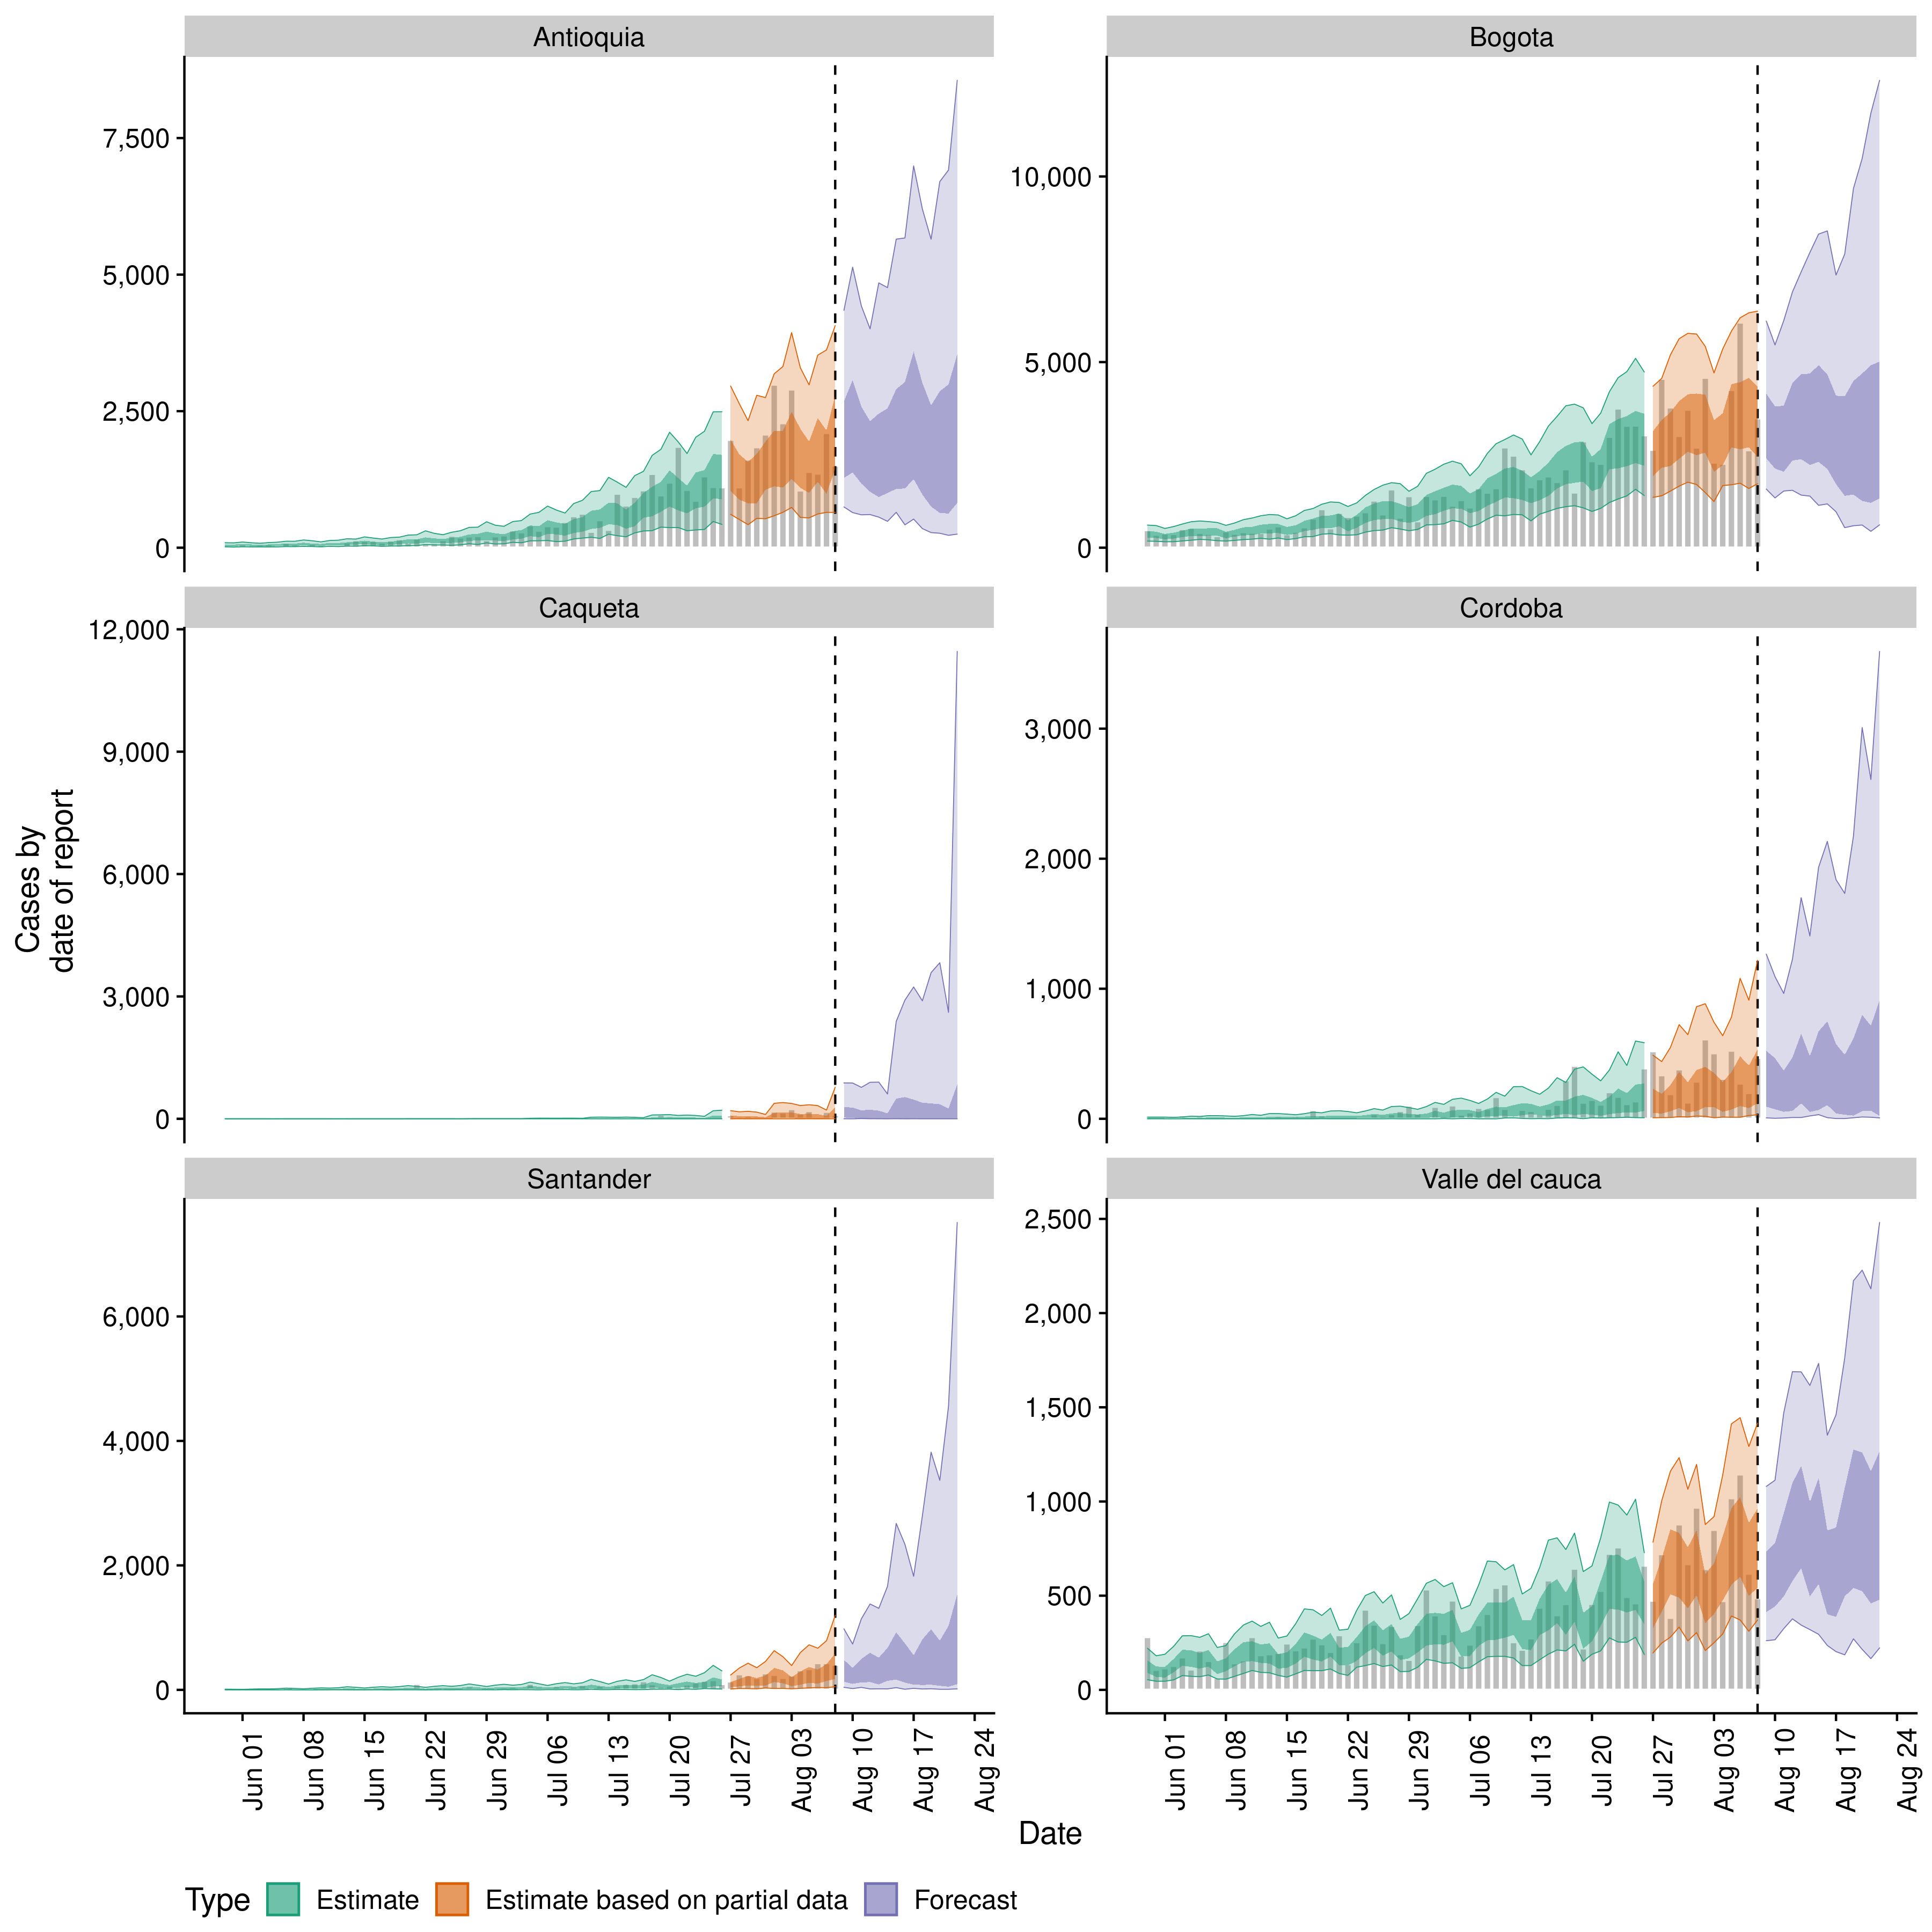 Antioquia
Bogota
7,500
5,000
2,500
0
10,000
5,000
0
Caqueta
Cordoba
12,000
9,000
6,000
3,000
0
3,000
2,000
1,000
0
Cases by
date of report
Santander
Valle del cauca
6,000
4,000
2,000
0
2,500
2,000
1,500
1,000
500
0
Jun 01
Jun 08
Jun 15
Jun 22
Jun 29
Jul 06
Jul 13
Jul 20
Jul 27
Aug 03
Aug 10
Aug 17
Aug 24
Jun 01
Jun 08
Jun 15
Jun 22
Jun 29
Jul 06
Jul 13
Jul 20
Jul 27
Aug 03
Aug 10
Aug 17
Aug 24
Date
Type Estimate Estimate based on partial data Forecast